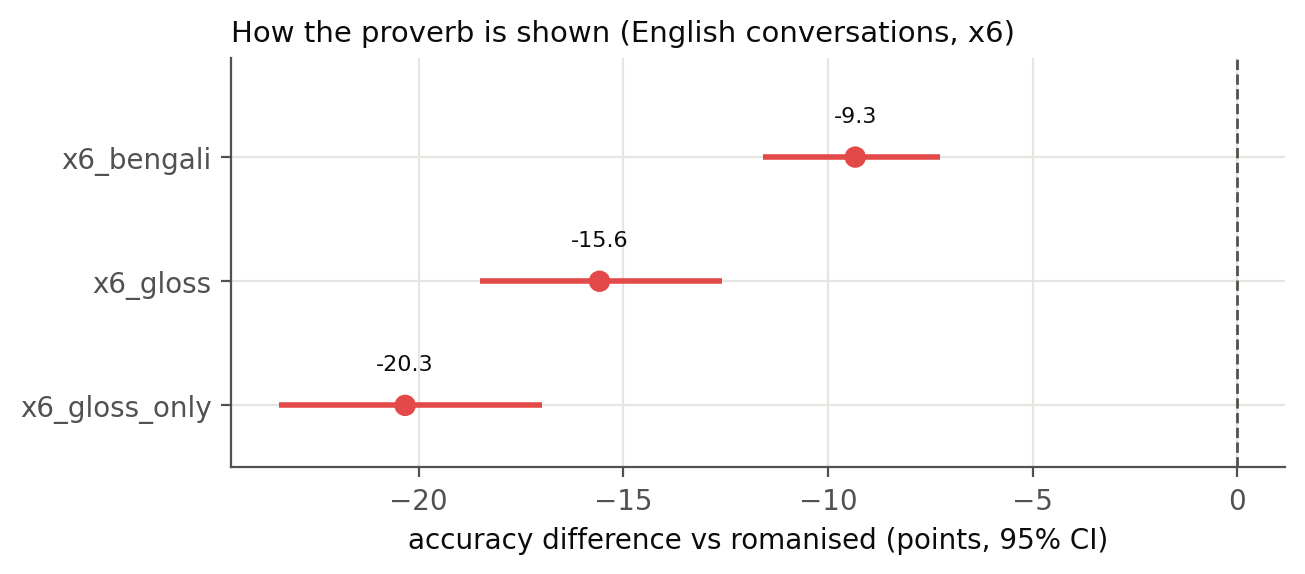 How the proverb is shown (English conversations, x6)
-9.3
x6_bengali
-15.6
x6_gloss
-20.3
x6_gloss_only
−20 −15 −10 −5 0
accuracy difference vs romanised (points, 95% CI)